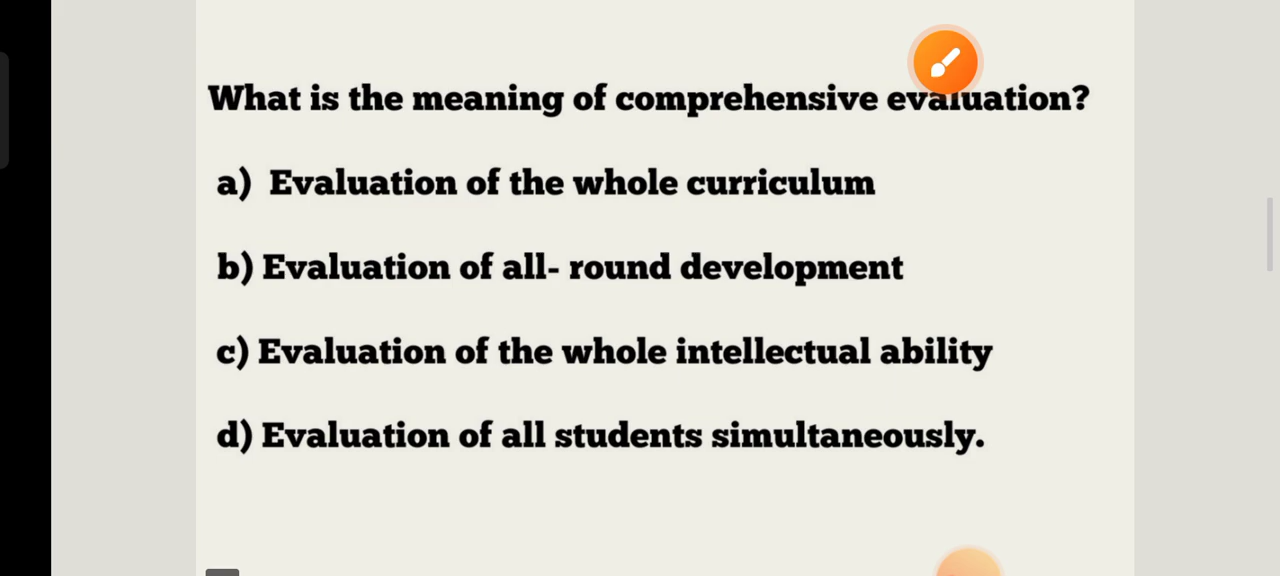 What is the meaning of comprehensive evaluation?
a) Evaluation of the whole curriculum
b) Evaluation of all- round development
c) Evaluation of the whole intellectual ability
d) Evaluation of all students simultaneously.